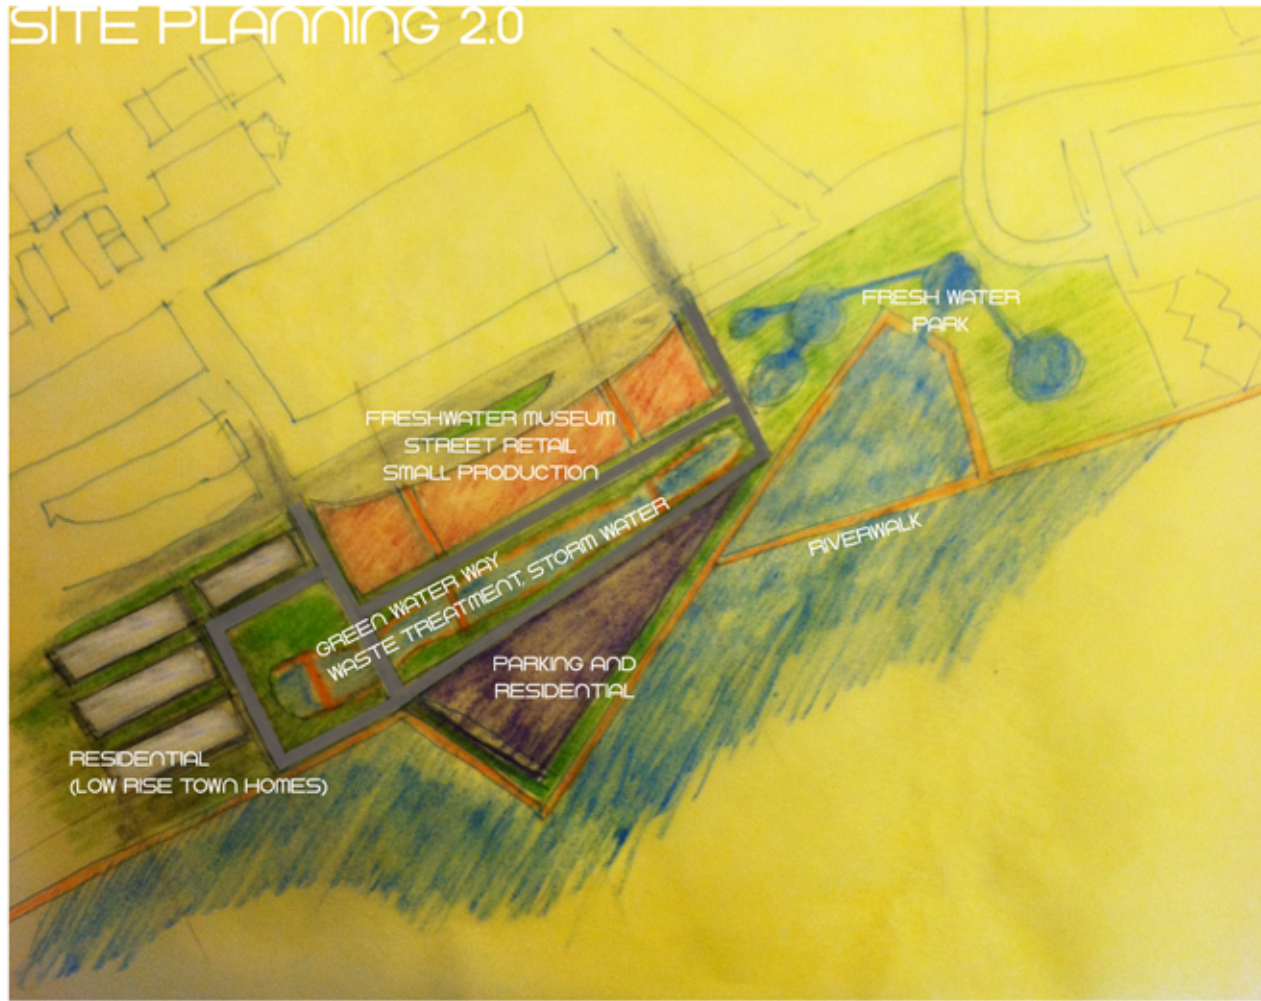 SITE PLANNING 2.0
FRESH WATER
PARK
FRESHWATER MUSEUM
STREET RETAIL
SMALL PRODUCTION
RIVERWALK
GREEN WATER WAY
WASTE TREATMENT, STORM WATER
PARKING AND
RESIDENTIAL
RESIDENTIAL
(LOW RISE TOWN HOMES)